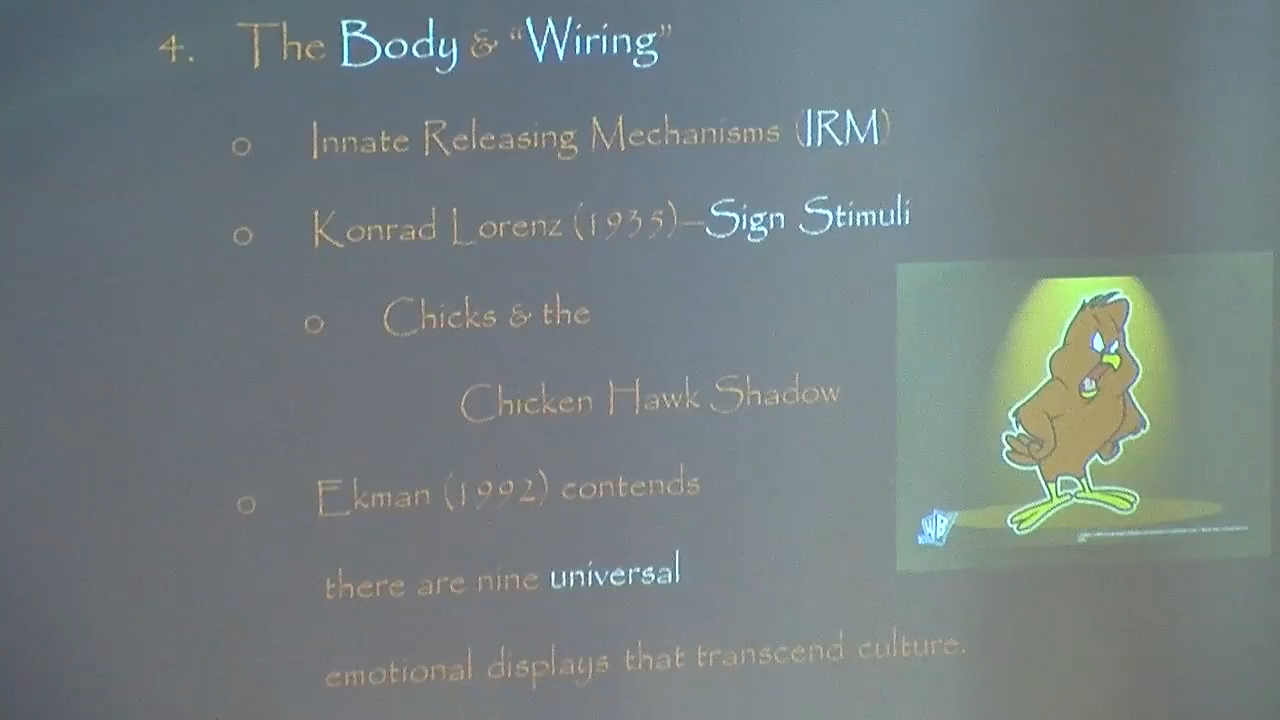 4. The Body & “Wiring”
o Innate Releasing Mechanisms (IRM)
o Konrad Lorenz (1935)–Sign Stimuli
o Chicks & the
Chicken Hawk Shadow
o Ekman (1992) contends
there are nine universal
emotional displays that transcend culture.
WB